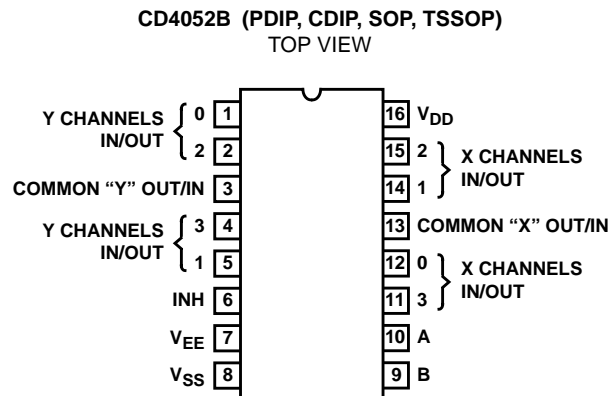 CD4052B (PDIP, CDIP, SOP, TSSOP)
TOP VIEW
Y CHANNELS
IN/OUT
0 1
2 2
COMMON “Y” OUT/IN 3
Y CHANNELS
IN/OUT
3 4
1 5
INH 6
VEE 7
VSS 8
16 VDD
15 2
14 1
X CHANNELS
IN/OUT
13 COMMON “X” OUT/IN
12 0
11 3
X CHANNELS
IN/OUT
10 A
9 B